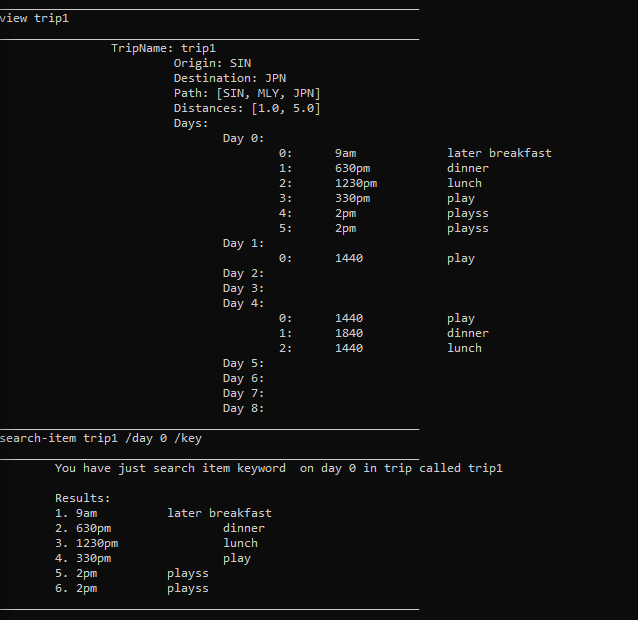 view trip1
TripName: trip1
Origin: SIN
Destination: JPN
Path: [SIN, MLY, JPN]
Distances: [1.0, 5.0]
Days:
Day 0:
0: 9am later breakfast
1: 630pm dinner
2: 1230pm lunch
3: 330pm play
4: 2pm playss
5: 2pm playss
Day 1:
0: 1440 play
Day 2:
Day 3:
Day 4:
0: 1440 play
1: 1840 dinner
2: 1440 lunch
Day 5:
Day 6:
Day 7:
Day 8:
search-item trip1 /day 0 /key
You have just search item keyword  on day 0 in trip called trip1
Results:
1. 9am later breakfast
2. 630pm dinner
3. 1230pm lunch
4. 330pm play
5. 2pm playss
6. 2pm playss